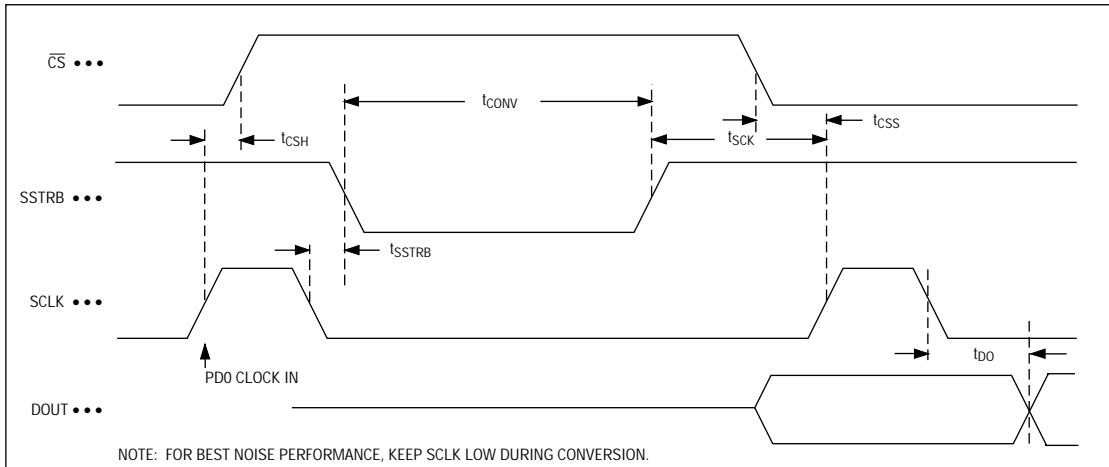 C̅S̅ •••
tCONV
tCSS
tCSH
tSCK
SSTRB •••
tSSTRB
SCLK •••
tDO
PD0 CLOCK IN
DOUT •••
NOTE: FOR BEST NOISE PERFORMANCE, KEEP SCLK LOW DURING CONVERSION.